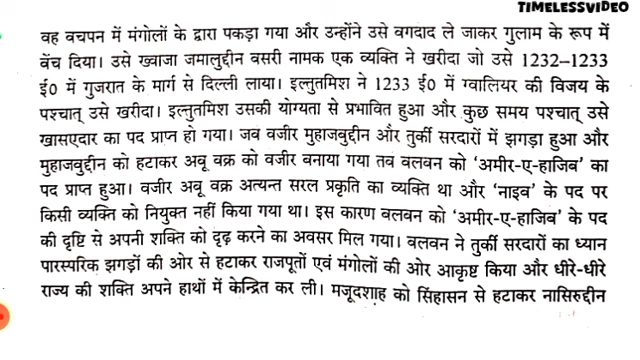 TIMELESSVIDEO
वह वचपन में मंगोलों के द्वारा पकड़ा गया और उन्होंने उसे वगदाद ले जाकर गुलाम के रूप में
वेंच दिया। उसे ख्वाजा जमालुद्दीन वसरी नामक एक व्यक्ति ने खरीदा जो उसे 1232–1233
ई0 में गुजरात के मार्ग से दिल्ली लाया। इल्तुतमिश ने 1233 ई0 में ग्वालियर की विजय के
पश्चात् उसे खरीदा। इल्तुतमिश उसकी योग्यता से प्रभावित हुआ और कुछ समय पश्चात् उसे
खासएदार का पद प्राप्त हो गया। जब वजीर मुहाजवुद्दीन और तुर्की सरदारों में झगड़ा हुआ और
मुहाजवुद्दीन को हटाकर अबू वक्र को वजीर बनाया गया तव वलवन को 'अमीर-ए-हाजिब' का
पद प्राप्त हुआ। वजीर अबू वक्र अत्यन्त सरल प्रकृति का व्यक्ति था और 'नाइव' के पद पर
किसी व्यक्ति को नियुक्त नहीं किया गया था। इस कारण वलवन को 'अमीर-ए-हाजिब' के पद
की दृष्टि से अपनी शक्ति को दृढ़ करने का अवसर मिल गया। वलवन ने तुर्की सरदारों का ध्यान
पारस्परिक झगड़ों की ओर से हटाकर राजपूतों एवं मंगोलों की ओर आकृष्ट किया और धीरे-धीरे
राज्य की शक्ति अपने हाथों में केन्द्रित कर ली। मजूदशाह को सिंहासन से हटाकर नासिरुद्दीन